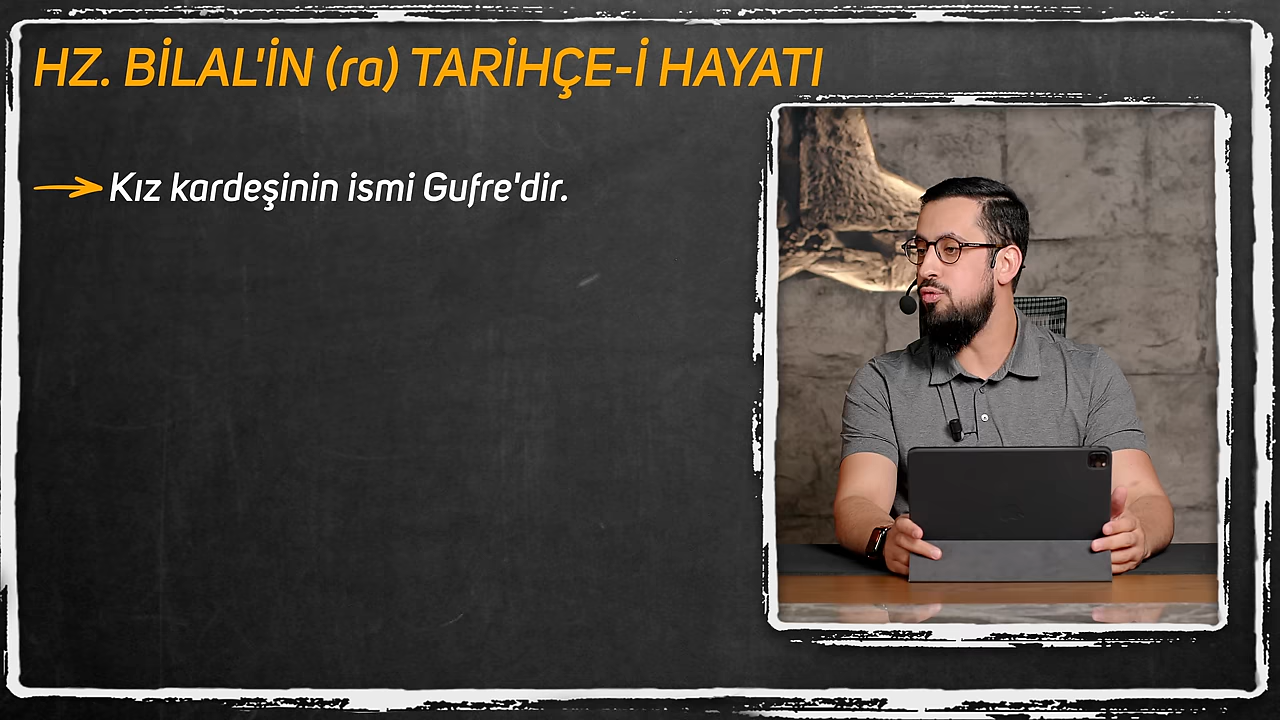 HZ. BİLAL'İN (ra) TARİHÇE-İ HAYATI
Kız kardeşinin ismi Gufre'dir.